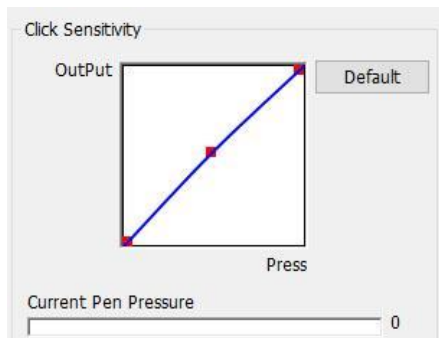 Click Sensitivity
OutPut
Default
Press
Current Pen Pressure
0